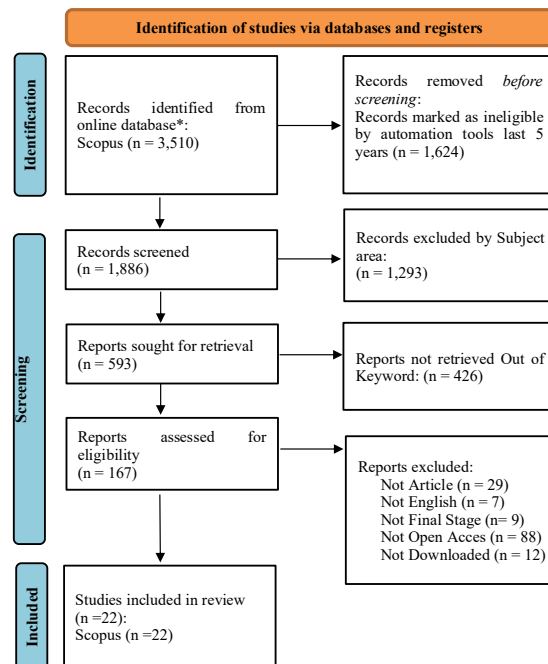 Identification of studies via databases and registers
Identification
Records identified from
online database*:
Scopus (n = 3,510)
Records removed before
screening:
Records marked as ineligible
by automation tools last 5
years (n = 1,624)
Screening
Records screened
(n = 1,886)
Records excluded by Subject
area:
(n = 1,293)
Reports sought for retrieval
(n = 593)
Reports not retrieved Out of
Keyword: (n = 426)
Reports assessed for
eligibility
(n = 167)
Reports excluded:
Not Article (n = 29)
Not English (n = 7)
Not Final Stage (n= 9)
Not Open Acces (n = 88)
Not Downloaded (n = 12)
Included
Studies included in review
(n =22):
Scopus (n =22)